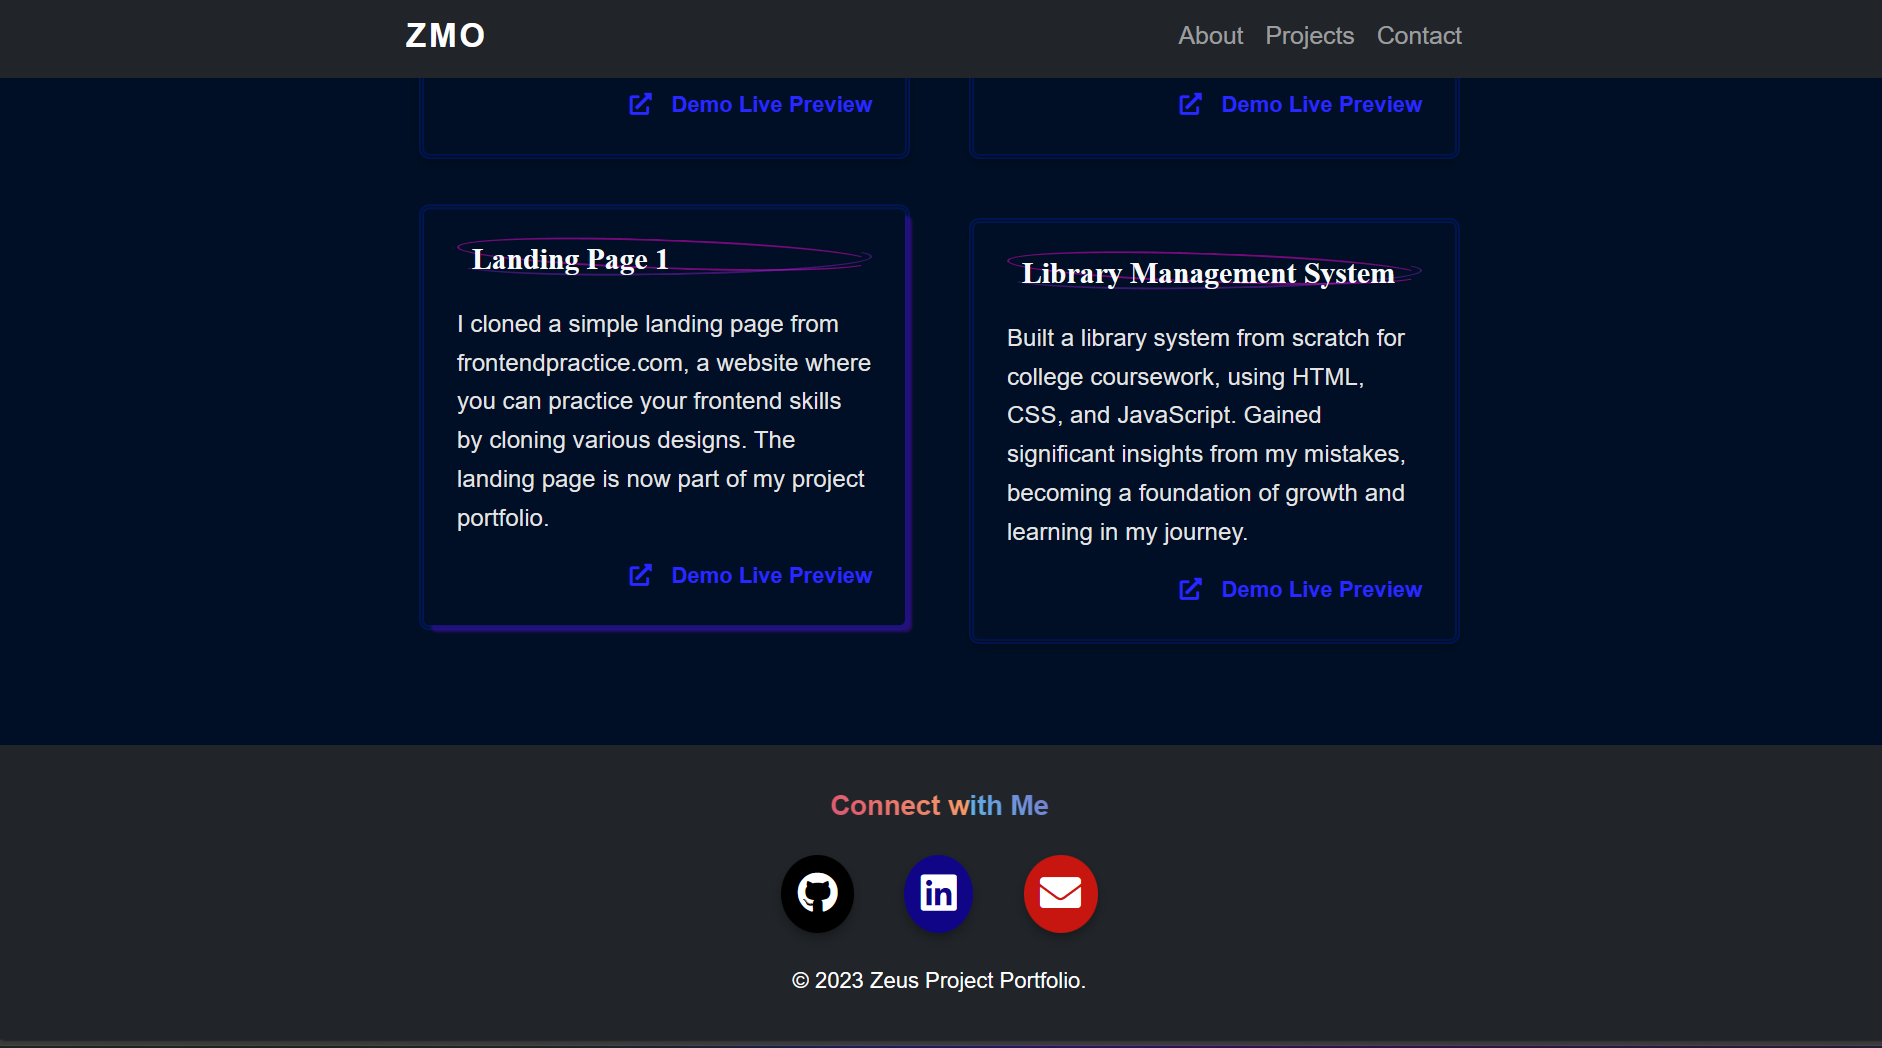 ZMO
About Projects Contact
Demo Live Preview
Demo Live Preview
Landing Page 1
I cloned a simple landing page from
frontendpractice.com, a website where
you can practice your frontend skills
by cloning various designs. The
landing page is now part of my project
portfolio.
Demo Live Preview
Library Management System
Built a library system from scratch for
college coursework, using HTML,
CSS, and JavaScript. Gained
significant insights from my mistakes,
becoming a foundation of growth and
learning in my journey.
Demo Live Preview
Connect with Me
in
© 2023 Zeus Project Portfolio.